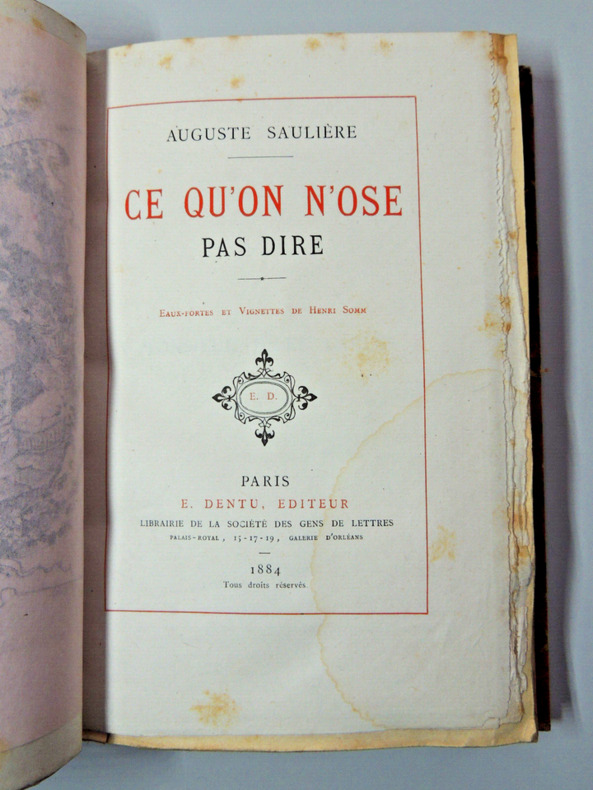 AUGUSTE SAULIÈRE
CE QU'ON N'OSE
PAS DIRE
EAUX-FORTES ET VIGNETTES DE HENRI SOMM
E. D.
PARIS
E. DENTU, EDITEUR
LIBRAIRIE DE LA SOCIÉTÉ DES GENS DE LETTRES
PALAIS-ROYAL, 15-17-19, GALERIE D'ORLÉANS
1884
Tous droits réservés